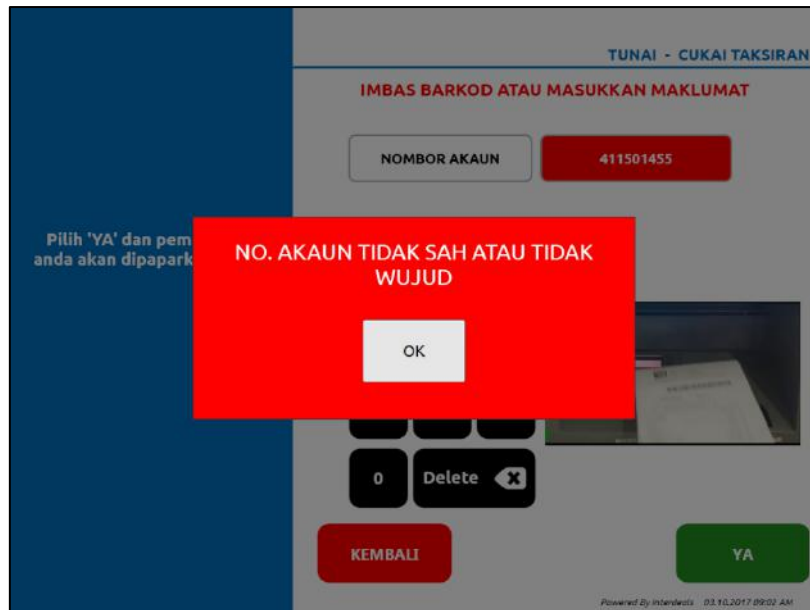 TUNAI - CUKAI TAKSIRAN
IMBAS BARKOD ATAU MASUKKAN MAKLUMAT
NOMBOR AKAUN
411501455
Pilih 'YA' dan pem
anda akan dipapark
NO. AKAUN TIDAK SAH ATAU TIDAK
WUJUD
OK
0
Delete
KEMBALI
YA
Powered By Interdeals 03.10.2017 09:02 AM